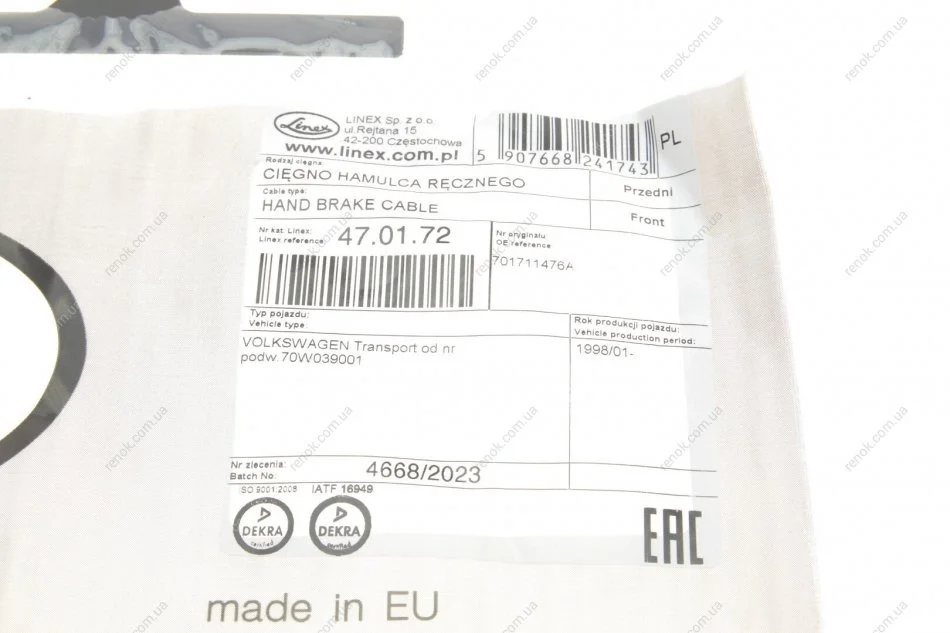 Linex
LINEX Sp. z o.o.
ul.Rejtana 15
42-200 Częstochowa
www.linex.com.pl
5 907668 241743
PL
Rodzaj cięgna:
CIĘGNO HAMULCA RĘCZNEGO
Przedni
Cable type:
HAND BRAKE CABLE
Front
Nr kat. Linex:
Linex reference:
47.01.72
Nr oryginału
OE reference
701711476A
Typ pojazdu:
Vehicle type:
Rok produkcji pojazdu:
Vehicle production period:
VOLKSWAGEN Transport od nr
podw.70W039001
1998/01-
Nr zlecenia:
Batch No:
4668/2023
ISO 9001:2008
IATF 16949
DEKRA
certified
DEKRA
certified
EAC
made in EU
renok.com.ua